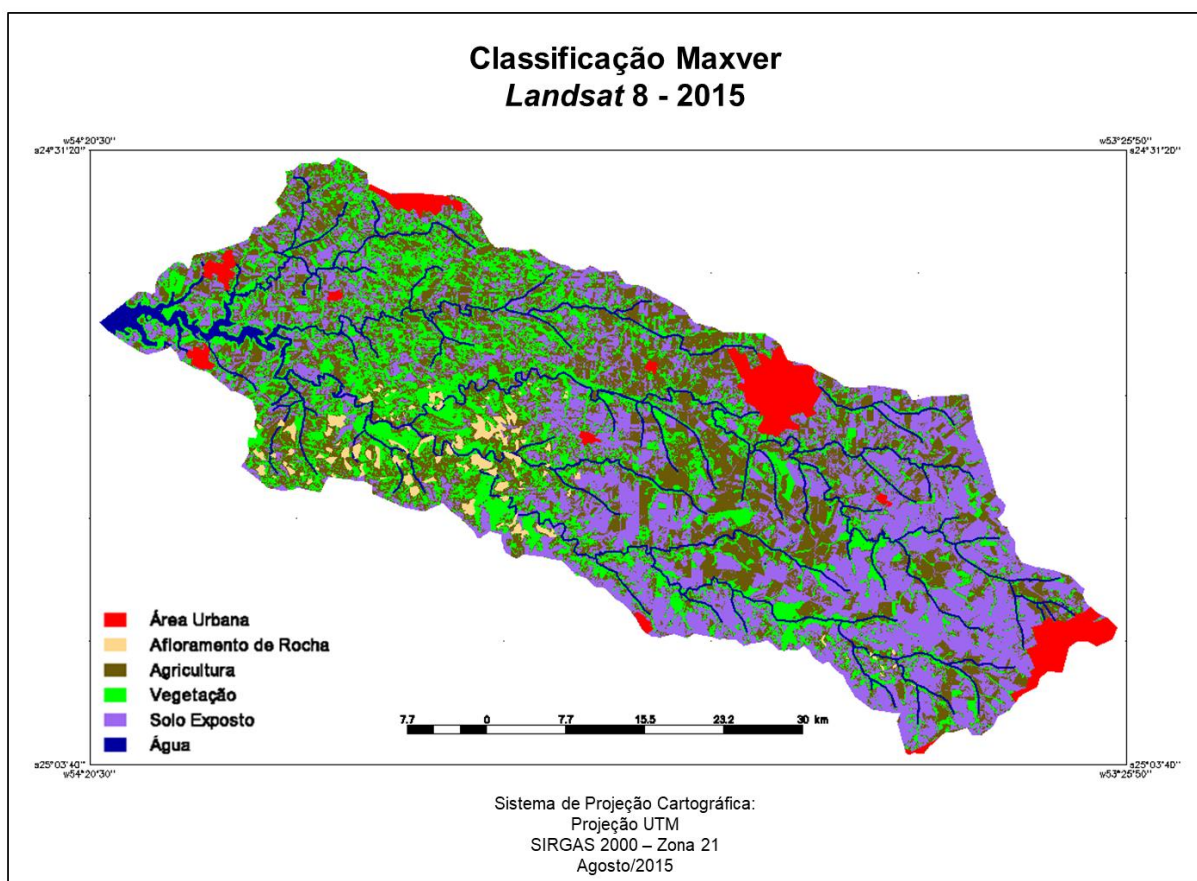 Classificação Maxver
Landsat 8 - 2015
w54°20'30'' w53°25'50''
s24°31'20'' s24°31'20''
Área Urbana
Afloramento de Rocha
Agricultura
Vegetação
Solo Exposto
Água
7.7 0 7.7 15.5 23.2 30 km
s25°03'40'' s25°03'40''
w54°20'30'' w53°25'50''
Sistema de Projeção Cartográfica:
Projeção UTM
SIRGAS 2000 – Zona 21
Agosto/2015